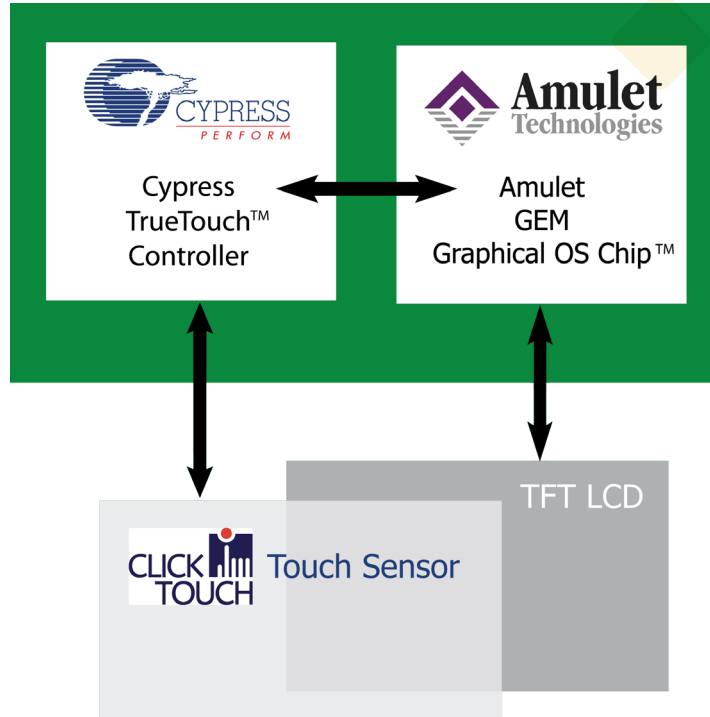 CYPRESS
PERFORM
Cypress
TrueTouch™
Controller
Amulet
Technologies
Amulet
GEM
Graphical OS Chip™
TFT LCD
CLICK
TOUCH
Touch Sensor